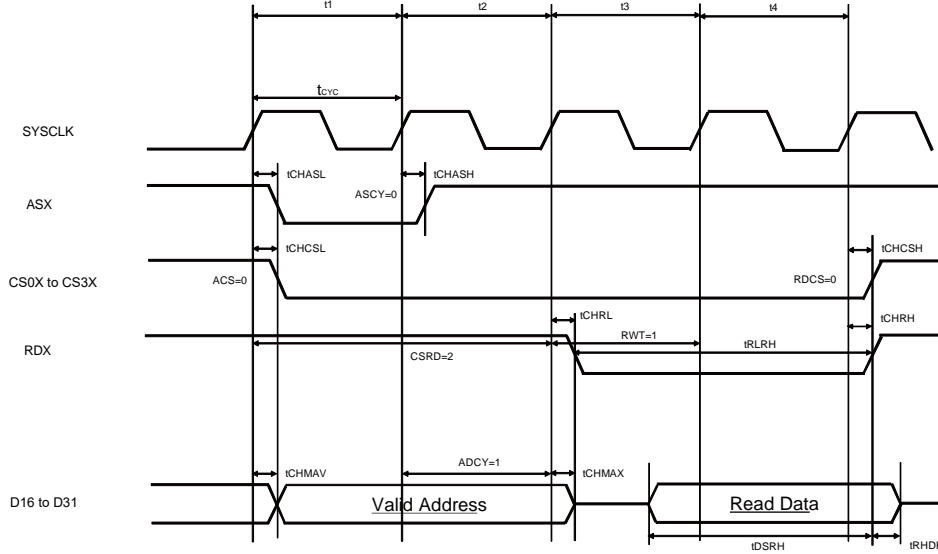 t1 t2 t3 t4
tCYC
SYSCLK
tCHASL tCHASH
ASCY=0
ASX
tCHCSL tCHCSH
ACS=0 RDCS=0
CS0X to CS3X
tCHRL tCHRH
RWT=1
RDX tRLRH
CSRD=2
ADCY=1
tCHMAV tCHMAX
D16 to D31 Valid Address Read Data
tDSRH